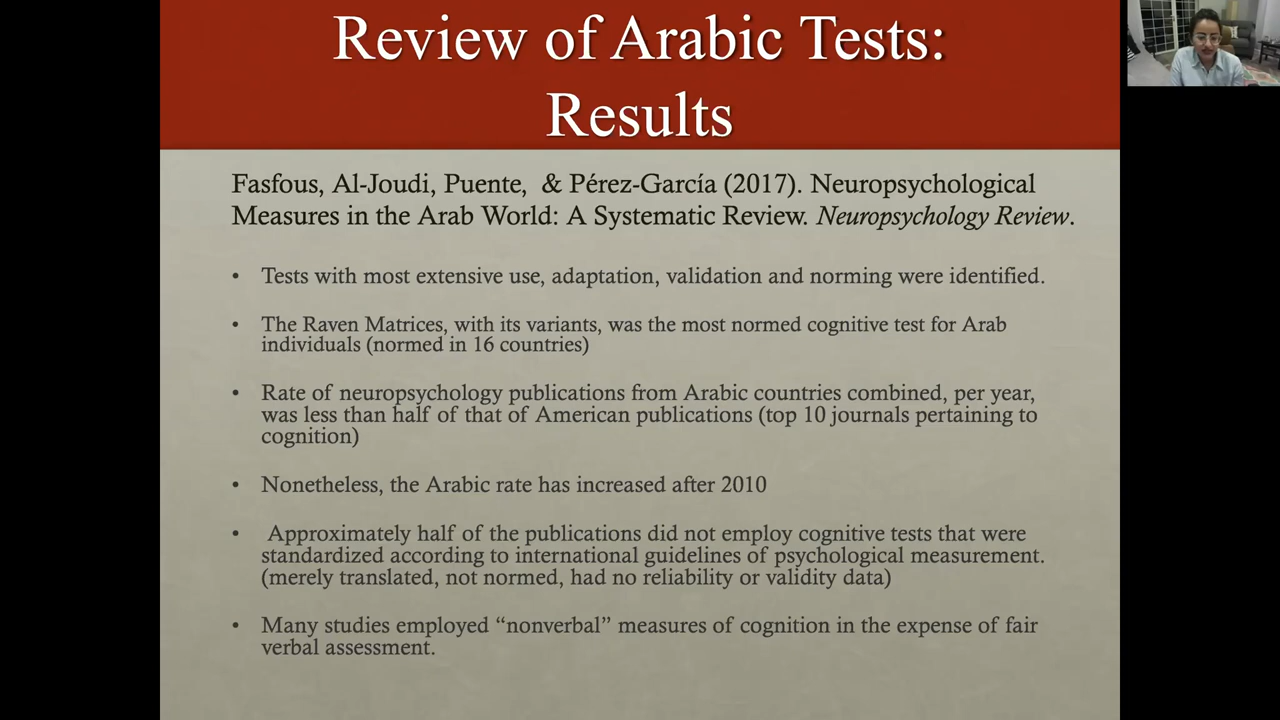 Review of Arabic Tests:
Results
Fasfous, Al-Joudi, Puente, & Pérez-García (2017). Neuropsychological
Measures in the Arab World: A Systematic Review. Neuropsychology Review.
• Tests with most extensive use, adaptation, validation and norming were identified.
• The Raven Matrices, with its variants, was the most normed cognitive test for Arab
individuals (normed in 16 countries)
• Rate of neuropsychology publications from Arabic countries combined, per year,
was less than half of that of American publications (top 10 journals pertaining to
cognition)
• Nonetheless, the Arabic rate has increased after 2010
• Approximately half of the publications did not employ cognitive tests that were
standardized according to international guidelines of psychological measurement.
(merely translated, not normed, had no reliability or validity data)
• Many studies employed “nonverbal” measures of cognition in the expense of fair
verbal assessment.